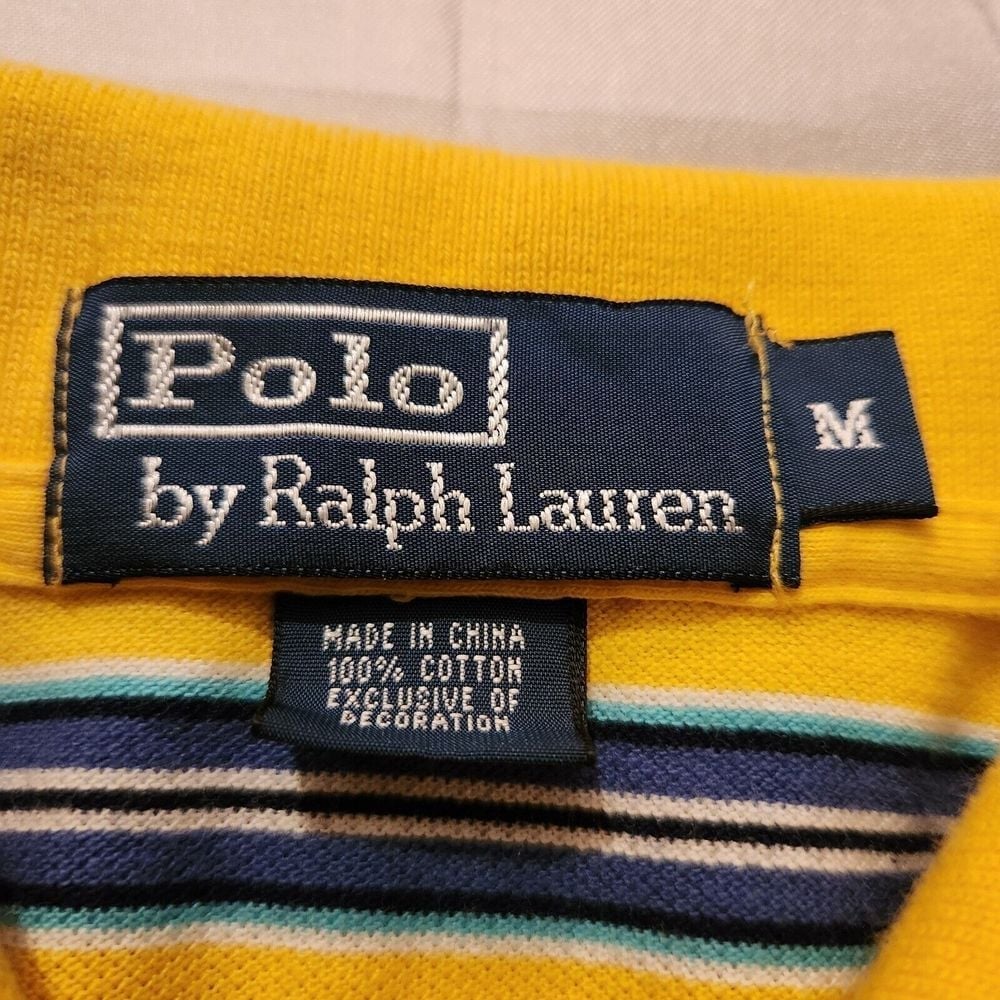 Polo
by Ralph Lauren
M
MADE IN CHINA
100% COTTON
EXCLUSIVE OF
DECORATION